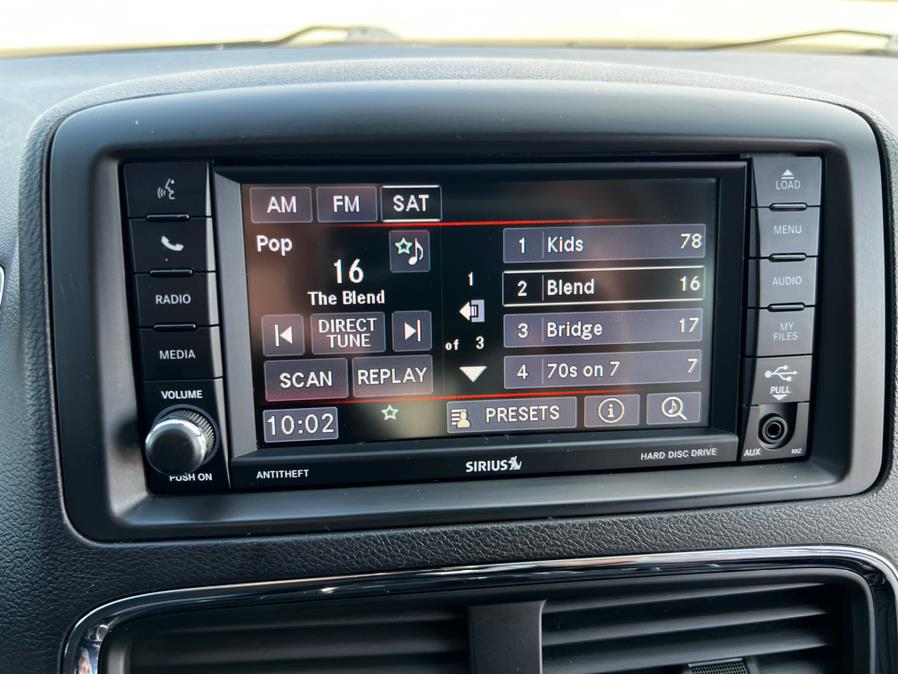 AM FM SAT
Pop
16
The Blend
DIRECT
TUNE
SCAN REPLAY
10:02
1
of 3
1 Kids 78
2 Blend 16
3 Bridge 17
4 70s on 7 7
PRESETS
i
RADIO
MEDIA
VOLUME
PUSH ON
LOAD
MENU
AUDIO
MY
FILES
PULL
AUX RBZ
ANTITHEFT
SIRIUS
HARD DISC DRIVE